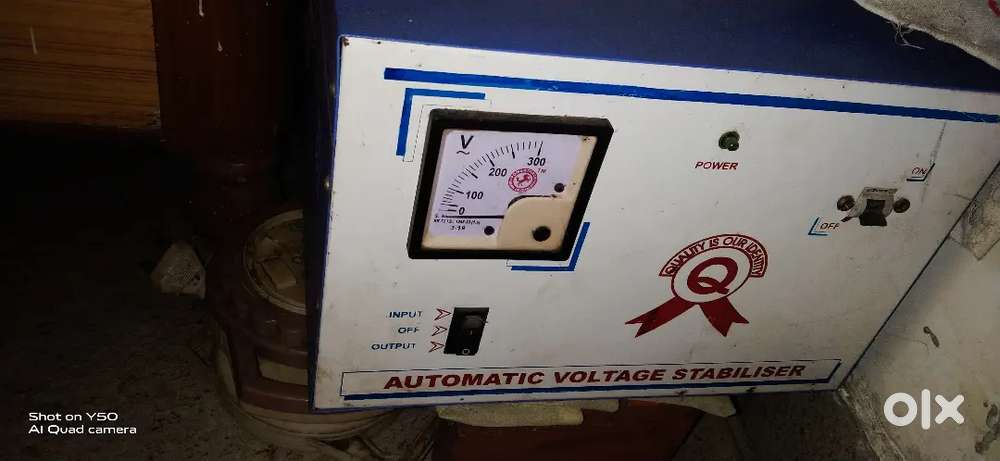 V
~
0
100
200
300
TM
POWER
ON
OFF
QUALITY IS OUR IDENTITY
Q
INPUT
OFF
OUTPUT
AUTOMATIC VOLTAGE STABILISER
Shot on Y50
AI Quad camera
olx